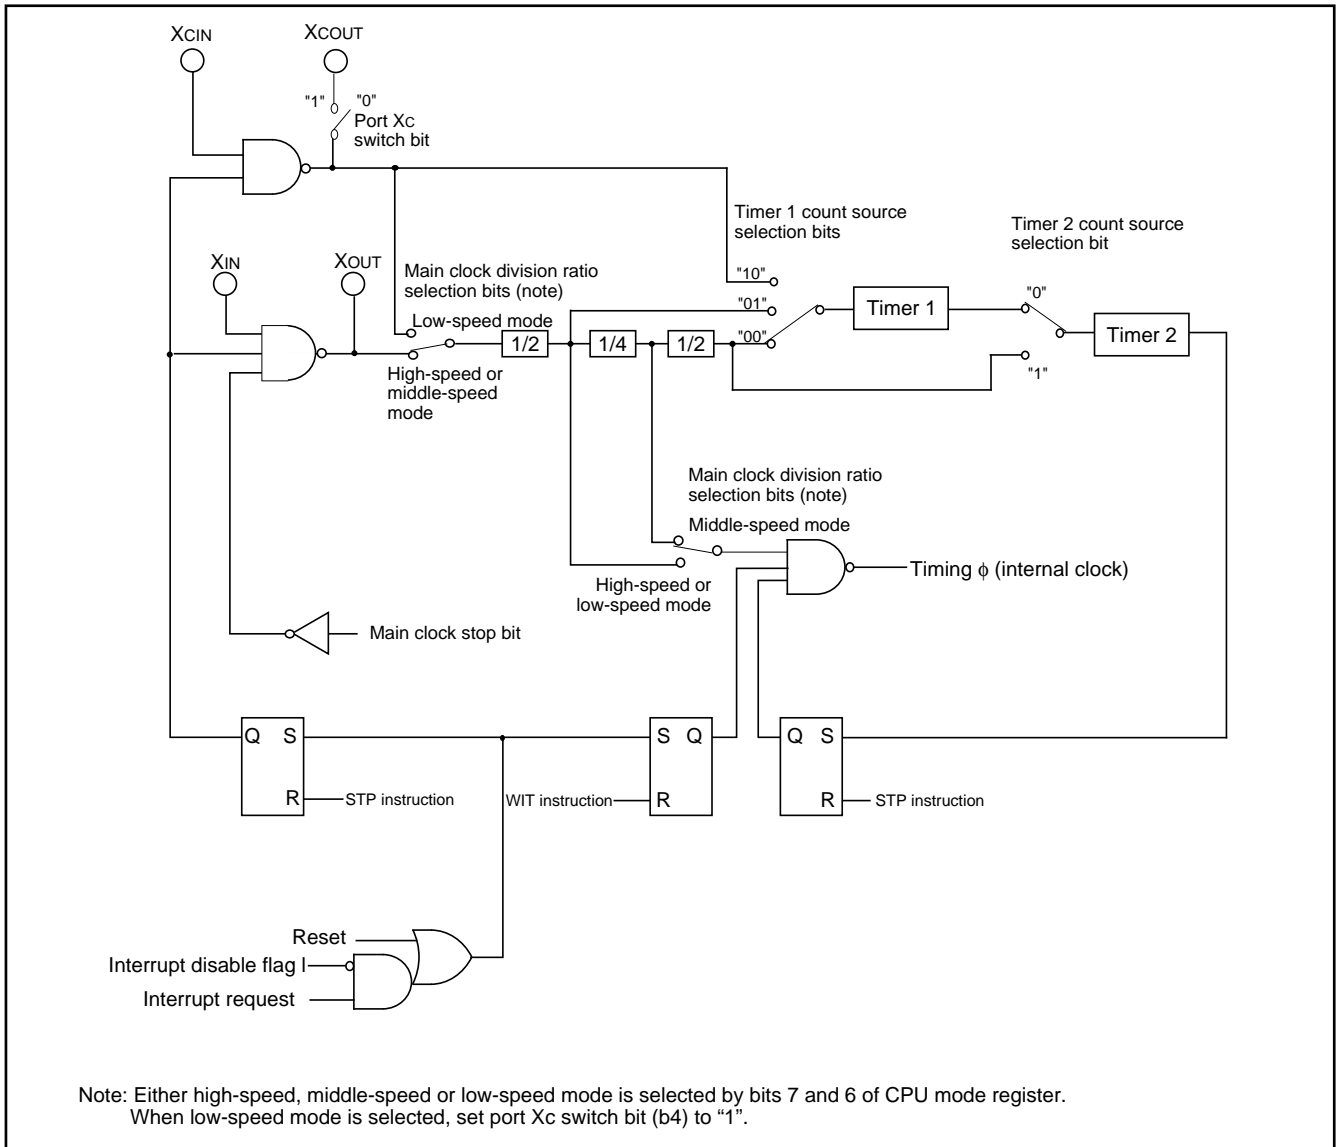 XCIN
XCOUT
"1"
"0"
Port XC
switch bit
Timer 1 count source
selection bits
Timer 2 count source
selection bit
XIN
XOUT
Main clock division ratio
selection bits (note)
Low-speed mode
"10"
"01"
"00"
Timer 1
"0"
Timer 2
"1"
1/2
1/4
1/2
High-speed or
middle-speed
mode
Main clock division ratio
selection bits (note)
Middle-speed mode
High-speed or
low-speed mode
Timing ϕ (internal clock)
Main clock stop bit
Q S
R
STP instruction
WIT instruction
S Q
R
Q S
R
STP instruction
Reset
Interrupt disable flag I
Interrupt request
Note: Either high-speed, middle-speed or low-speed mode is selected by bits 7 and 6 of CPU mode register.
When low-speed mode is selected, set port Xc switch bit (b4) to “1”.